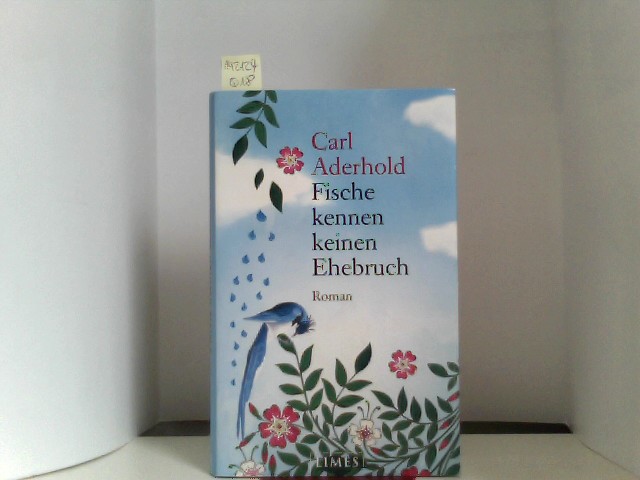 Carl
Aderhold
Fische
kennen
keinen
Ehebruch
Roman
LIMES